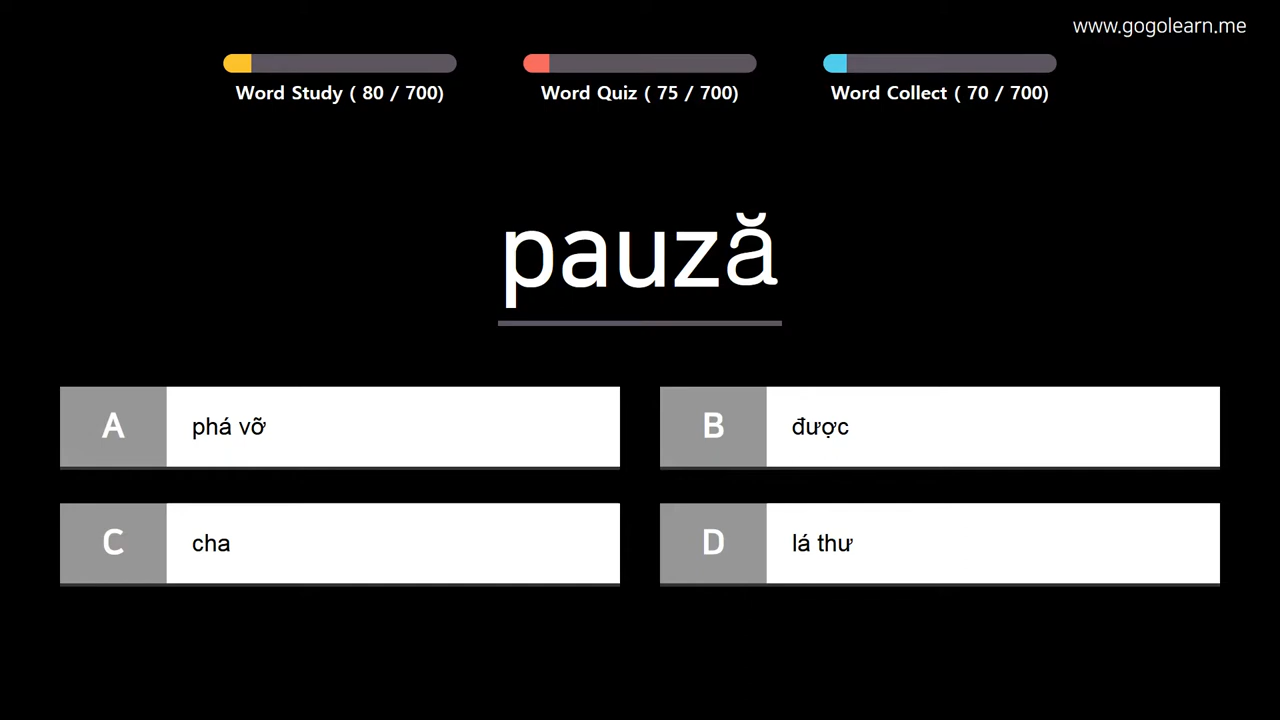 www.gogolearn.me
Word Study ( 80 / 700)
Word Quiz ( 75 / 700)
Word Collect ( 70 / 700)
pauză
A phá vỡ
B được
C cha
D lá thư